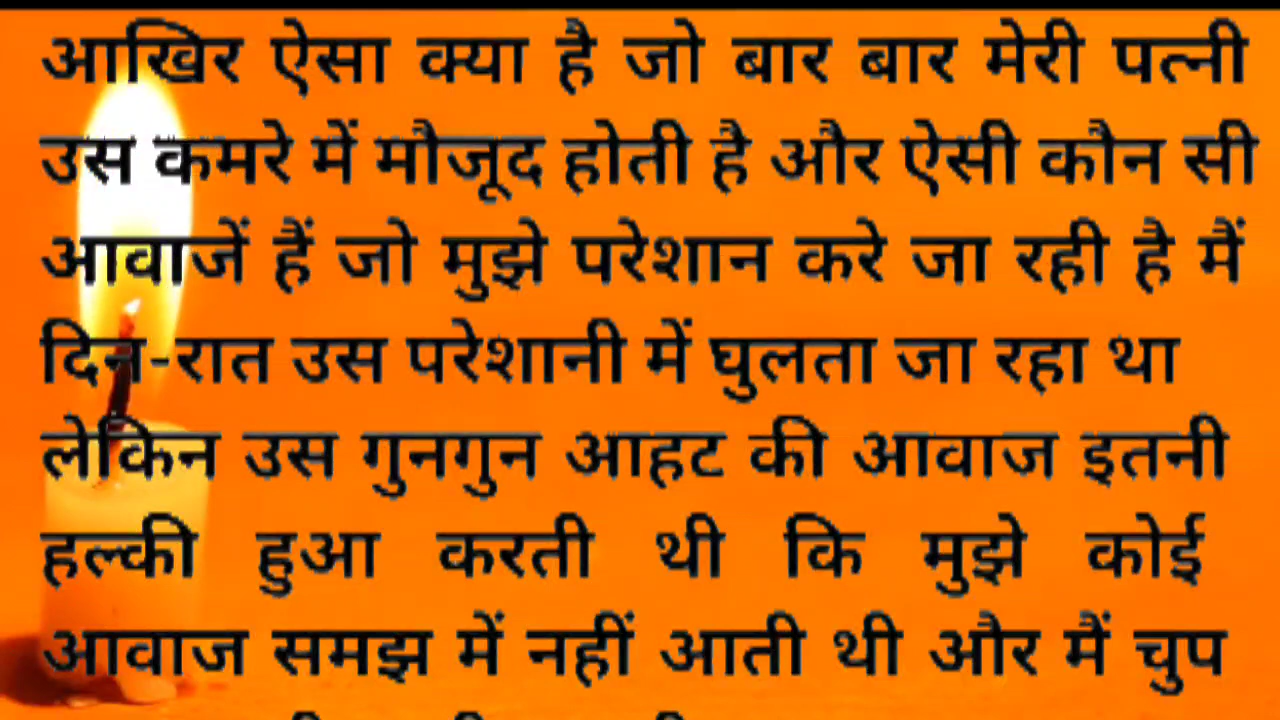 आखिर ऐसा क्या है जो बार बार मेरी पत्नी
उस कमरे में मौजूद होती है और ऐसी कौन सी
आवाजें हैं जो मुझे परेशान करे जा रही है मैं
दिन-रात उस परेशानी में घुलता जा रहा था
लेकिन उस गुनगुन आहट की आवाज इतनी
हल्की हुआ करती थी कि मुझे कोई
आवाज समझ में नहीं आती थी और मैं चुप